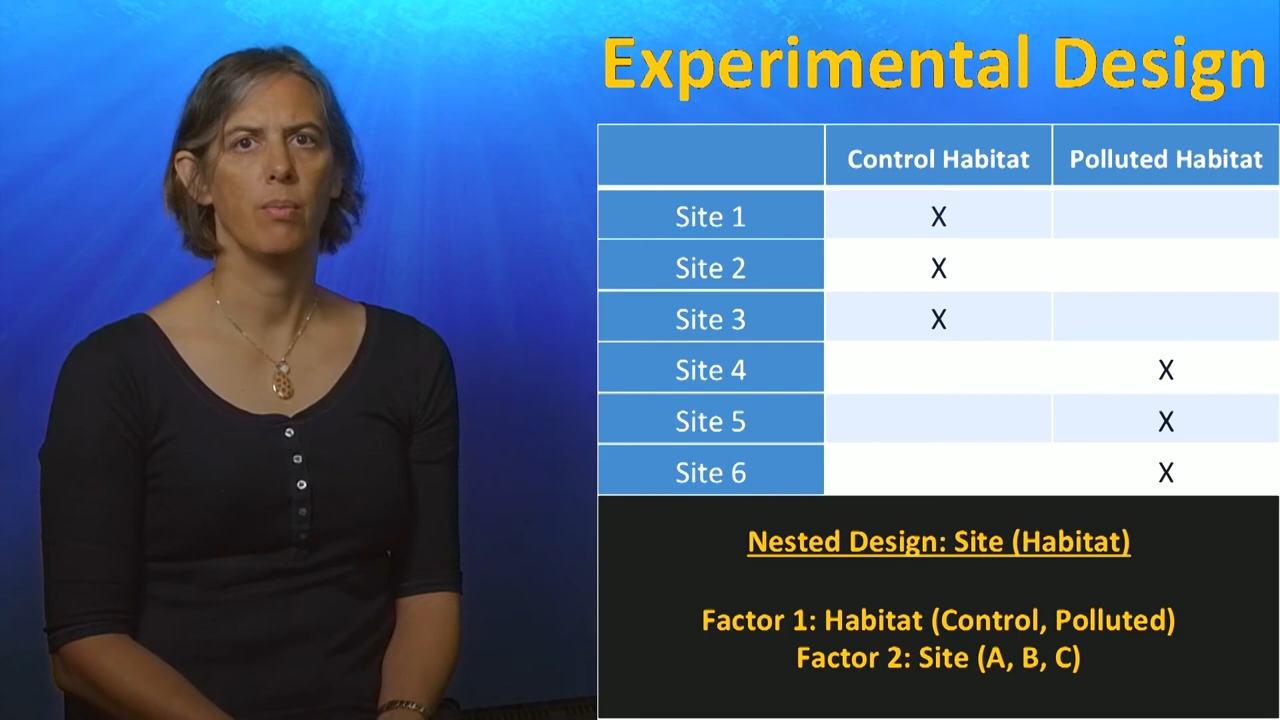 Experimental Design
Control Habitat Polluted Habitat
Site 1 X
Site 2 X
Site 3 X
Site 4 X
Site 5 X
Site 6 X
Nested Design: Site (Habitat)
Factor 1: Habitat (Control, Polluted)
Factor 2: Site (A, B, C)